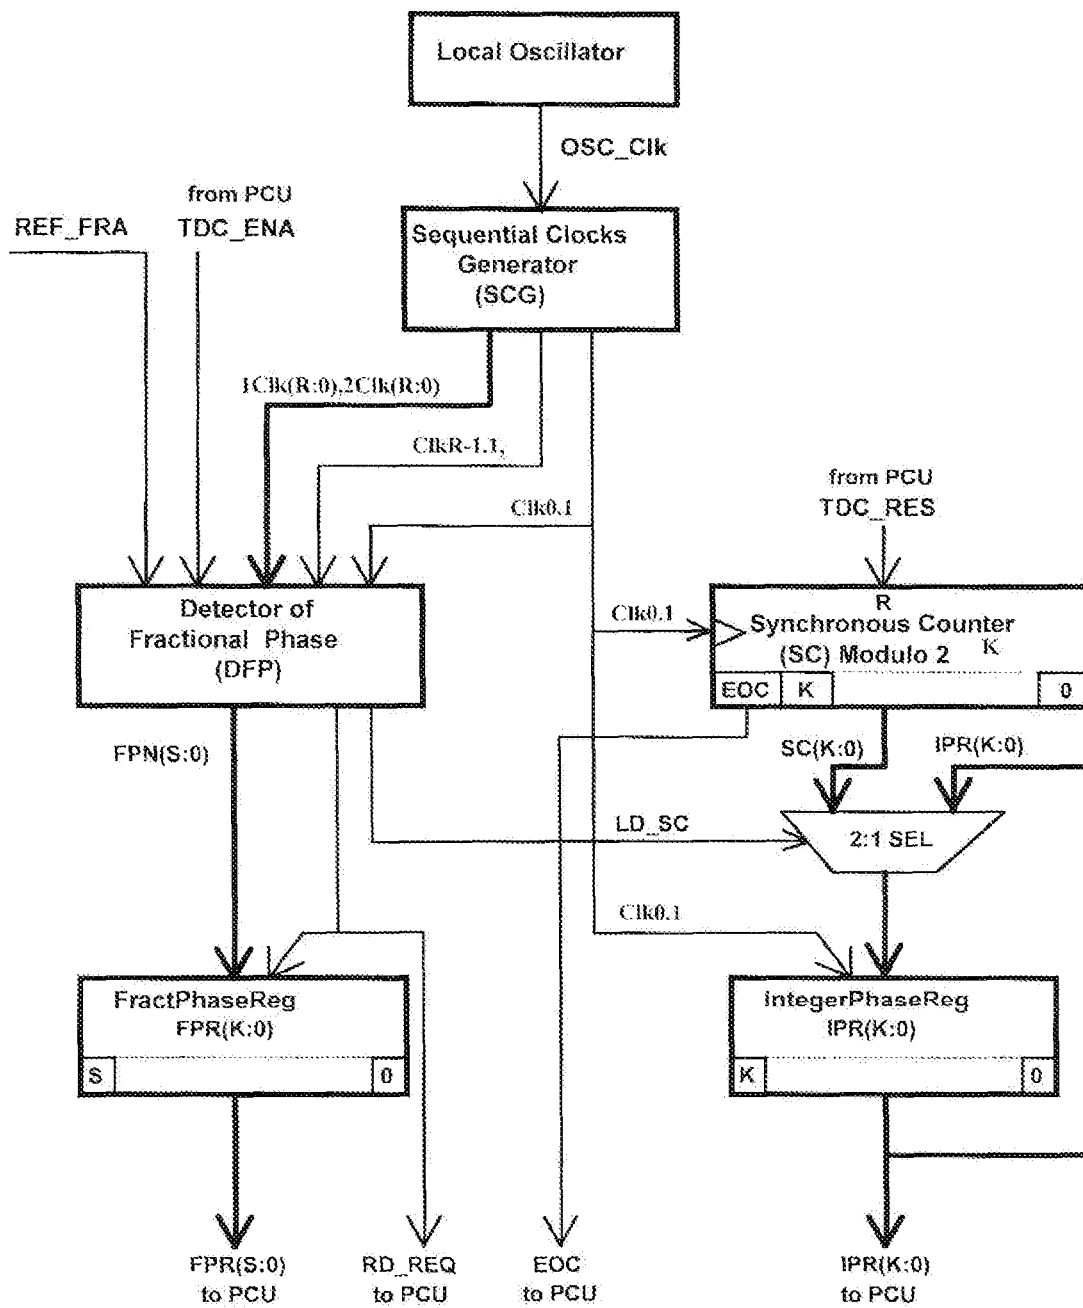 Local Oscillator
OSC_Clk
from PCU
REF_FRA
TDC_ENA
Sequential Clocks
Generator
(SCG)
1Clk(R:0),2Clk(R:0)
ClkR-1.1,
Clk0.1
from PCU
TDC_RES
Detector of
Fractional Phase
(DFP)
Clk0.1
R
Synchronous Counter
(SC) Modulo 2 K
EOC K 0
FPN(S:0)
SC(K:0)
IPR(K:0)
LD_SC
2:1 SEL
Clk0.1
FractPhaseReg
FPR(K:0)
S 0
IntegerPhaseReg
IPR(K:0)
K 0
FPR(S:0)
to PCU
RD_REQ
to PCU
EOC
to PCU
IPR(K:0)
to PCU